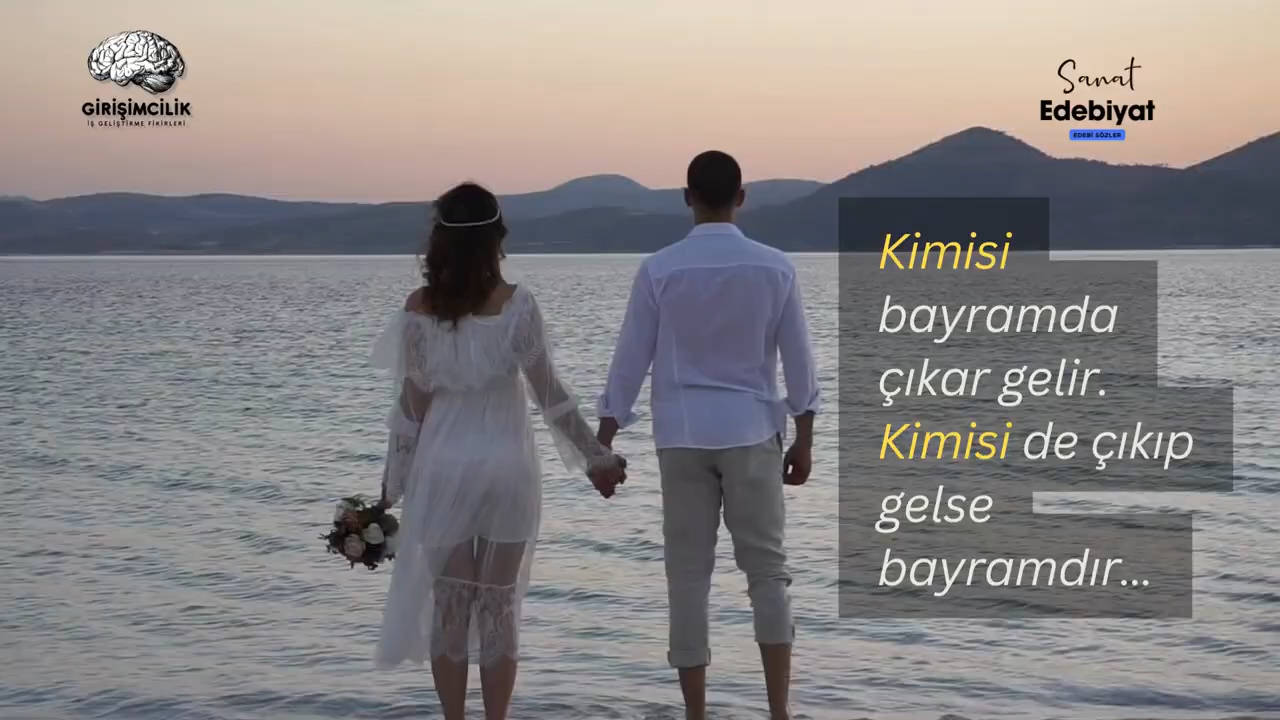 GİRİŞİMCİLİK
İŞ GELİŞTİRME FİKİRLERİ
Sanat
Edebiyat
EDEBİ SÖZLER
Kimisi
bayramda
çıkar gelir.
Kimisi de çıkıp
gelse
bayramdır...